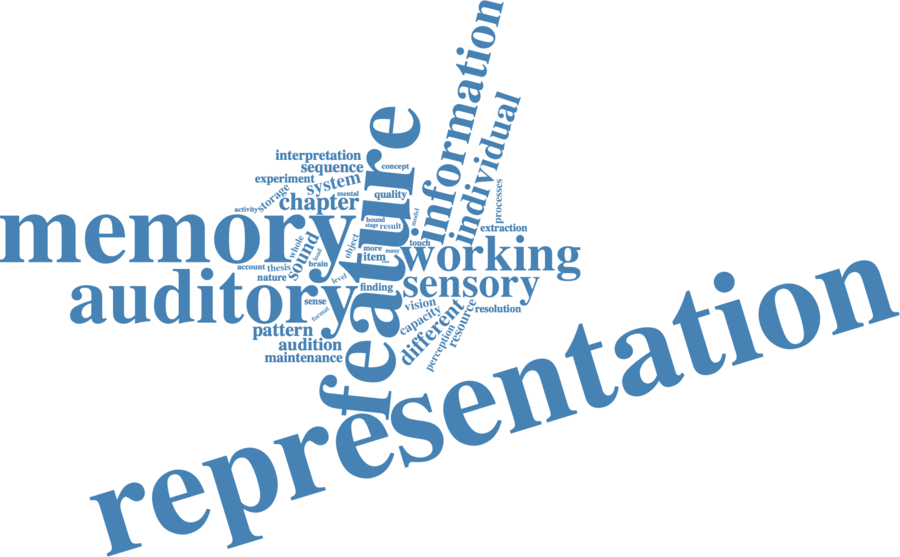 information
individual
feature
interpretation
sequence
concept
experiment
system
storage
mental
quality
activity
chapter
processes
model
bound
stage
result
memory
extraction
whole
sound
load
object
more
many
touch
working
item
brain
account
thesis
nature
level
sensory
finding
auditory
sense
format
vision
capacity
different
resource
resolution
perception
pattern
audition
maintenance
representation